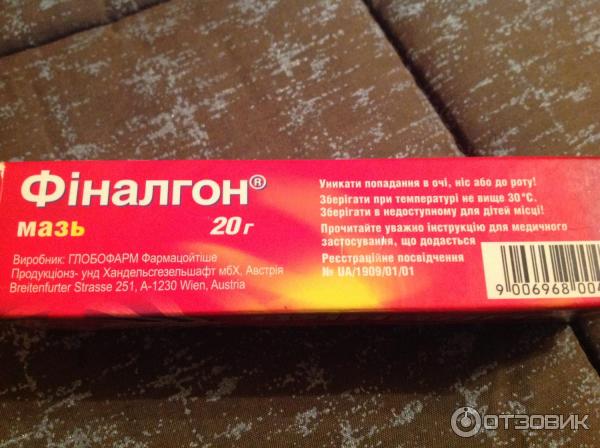 Фіналгон®
мазь 20 г
Виробник: ГЛОБОФАРМ Фармацойтіше
Продукціонз- унд Хандельсгезельшафт мбХ, Австрія
Breitenfurter Strasse 251, A-1230 Wien, Austria
Уникати попадання в очі, ніс або до роту!
Зберігати при температурі не вище 30°C.
Зберігати в недоступному для дітей місці!
Прочитайте уважно інструкцію для медичного
застосування, що додається
Реєстраційне посвідчення
№ UA/1909/01/01
9 006968 004
ОТЗОВИК